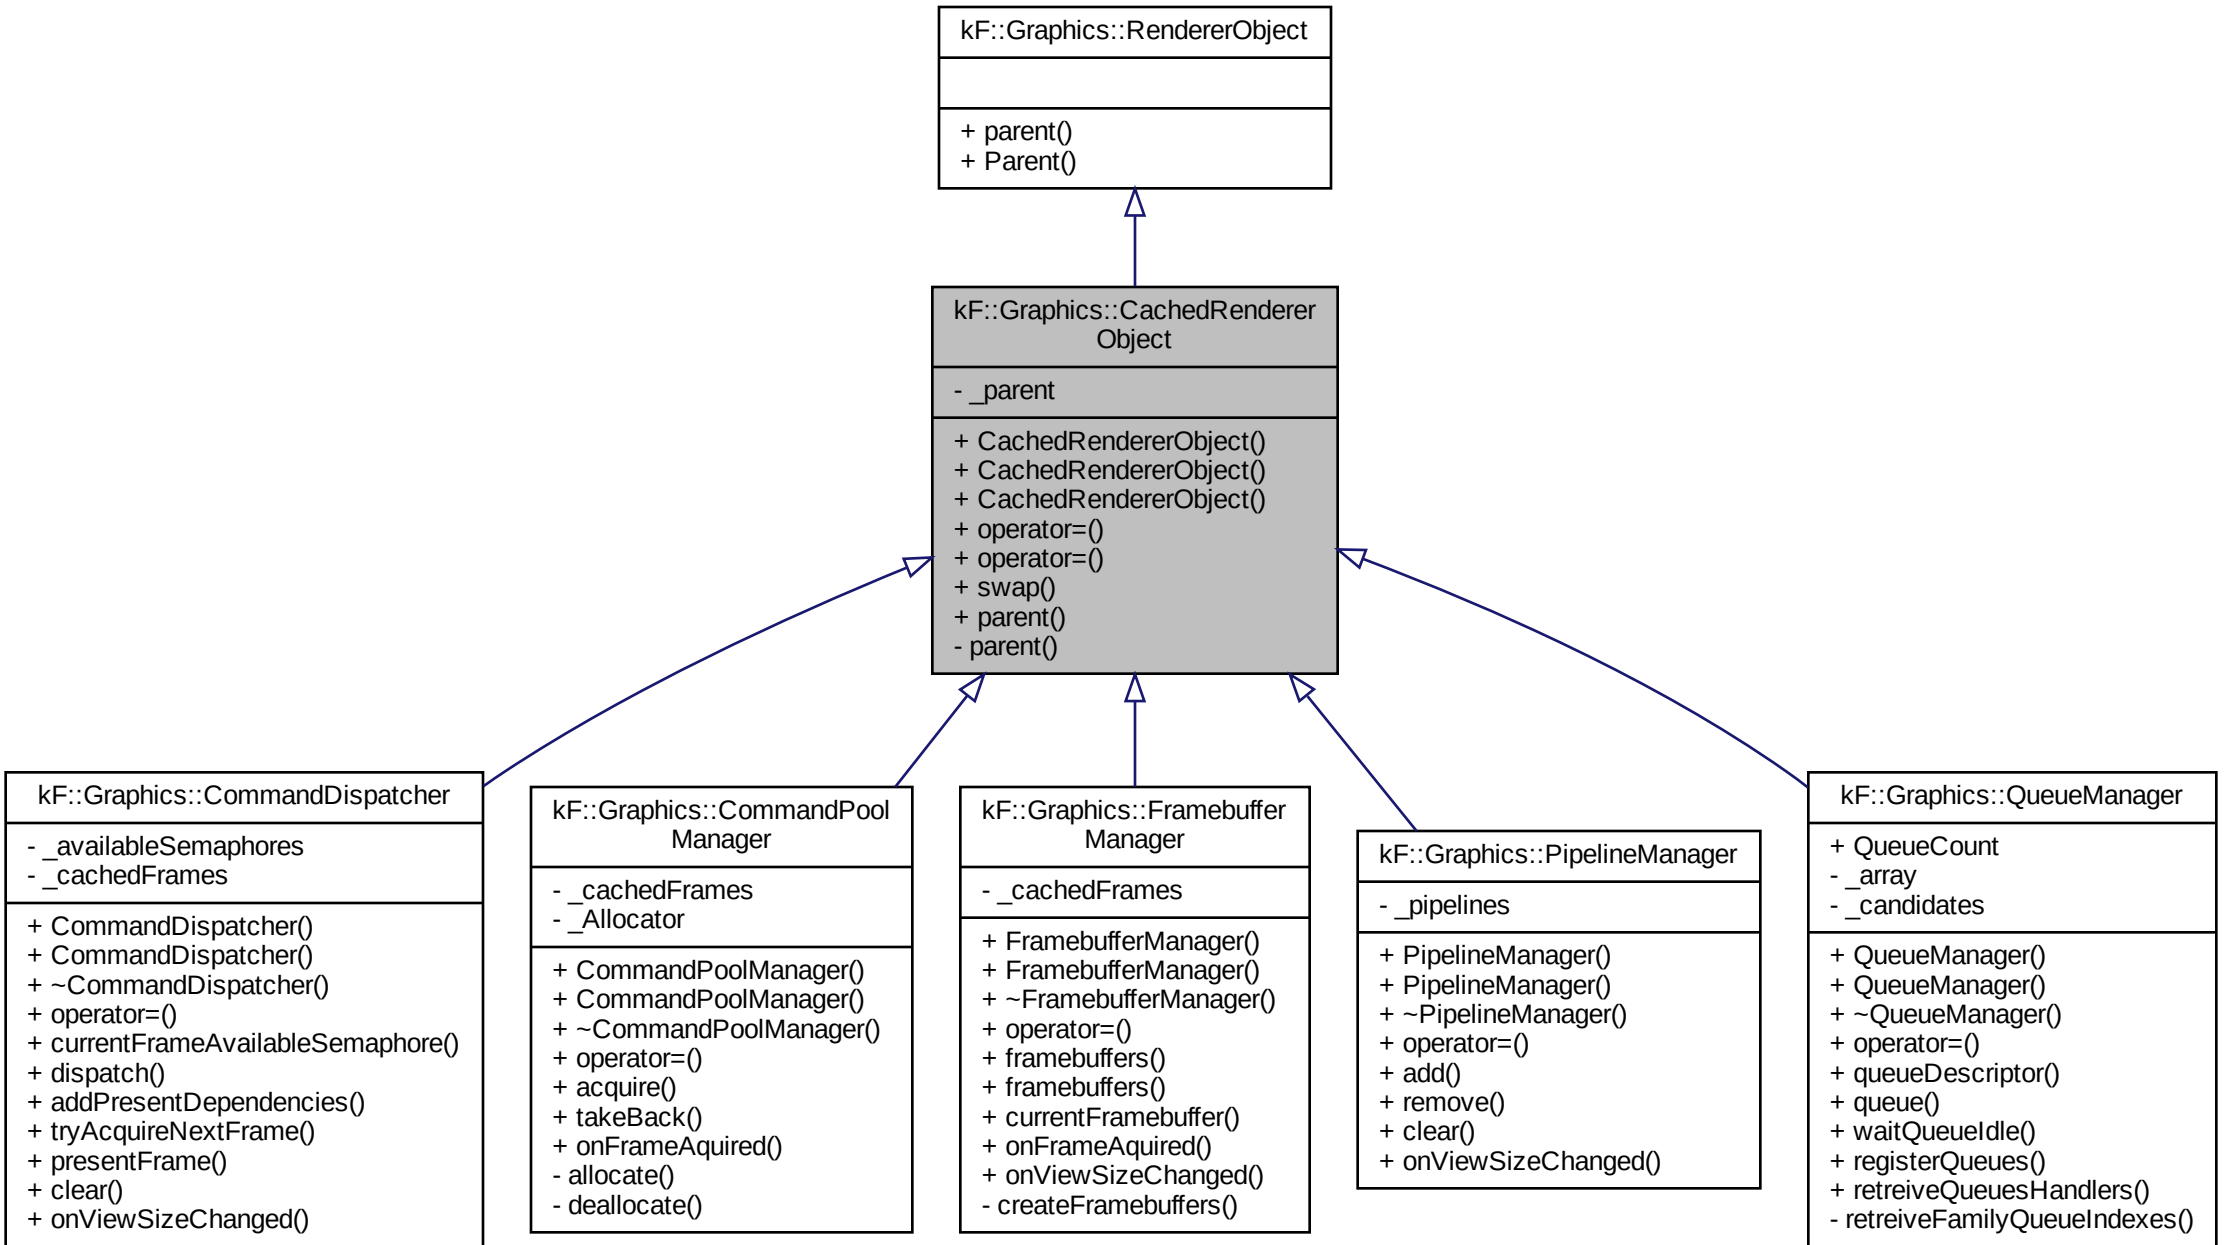 kF::Graphics::RendererObject
+ parent()
+ Parent()
kF::Graphics::CachedRenderer
Object
- _parent
+ CachedRendererObject()
+ CachedRendererObject()
+ CachedRendererObject()
+ operator=()
+ operator=()
+ swap()
+ parent()
- parent()
kF::Graphics::CommandDispatcher
- _availableSemaphores
- _cachedFrames
+ CommandDispatcher()
+ CommandDispatcher()
+ ~CommandDispatcher()
+ operator=()
+ currentFrameAvailableSemaphore()
+ dispatch()
+ addPresentDependencies()
+ tryAcquireNextFrame()
+ presentFrame()
+ clear()
+ onViewSizeChanged()
kF::Graphics::CommandPool
Manager
- _cachedFrames
- _Allocator
+ CommandPoolManager()
+ CommandPoolManager()
+ ~CommandPoolManager()
+ operator=()
+ acquire()
+ takeBack()
+ onFrameAquired()
- allocate()
- deallocate()
kF::Graphics::Framebuffer
Manager
- _cachedFrames
+ FramebufferManager()
+ FramebufferManager()
+ ~FramebufferManager()
+ operator=()
+ framebuffers()
+ framebuffers()
+ currentFramebuffer()
+ onFrameAquired()
+ onViewSizeChanged()
- createFramebuffers()
kF::Graphics::PipelineManager
- _pipelines
+ PipelineManager()
+ PipelineManager()
+ ~PipelineManager()
+ operator=()
+ add()
+ remove()
+ clear()
+ onViewSizeChanged()
kF::Graphics::QueueManager
+ QueueCount
- _array
- _candidates
+ QueueManager()
+ QueueManager()
+ ~QueueManager()
+ operator=()
+ queueDescriptor()
+ queue()
+ waitQueueIdle()
+ registerQueues()
+ retreiveQueuesHandlers()
- retreiveFamilyQueueIndexes()